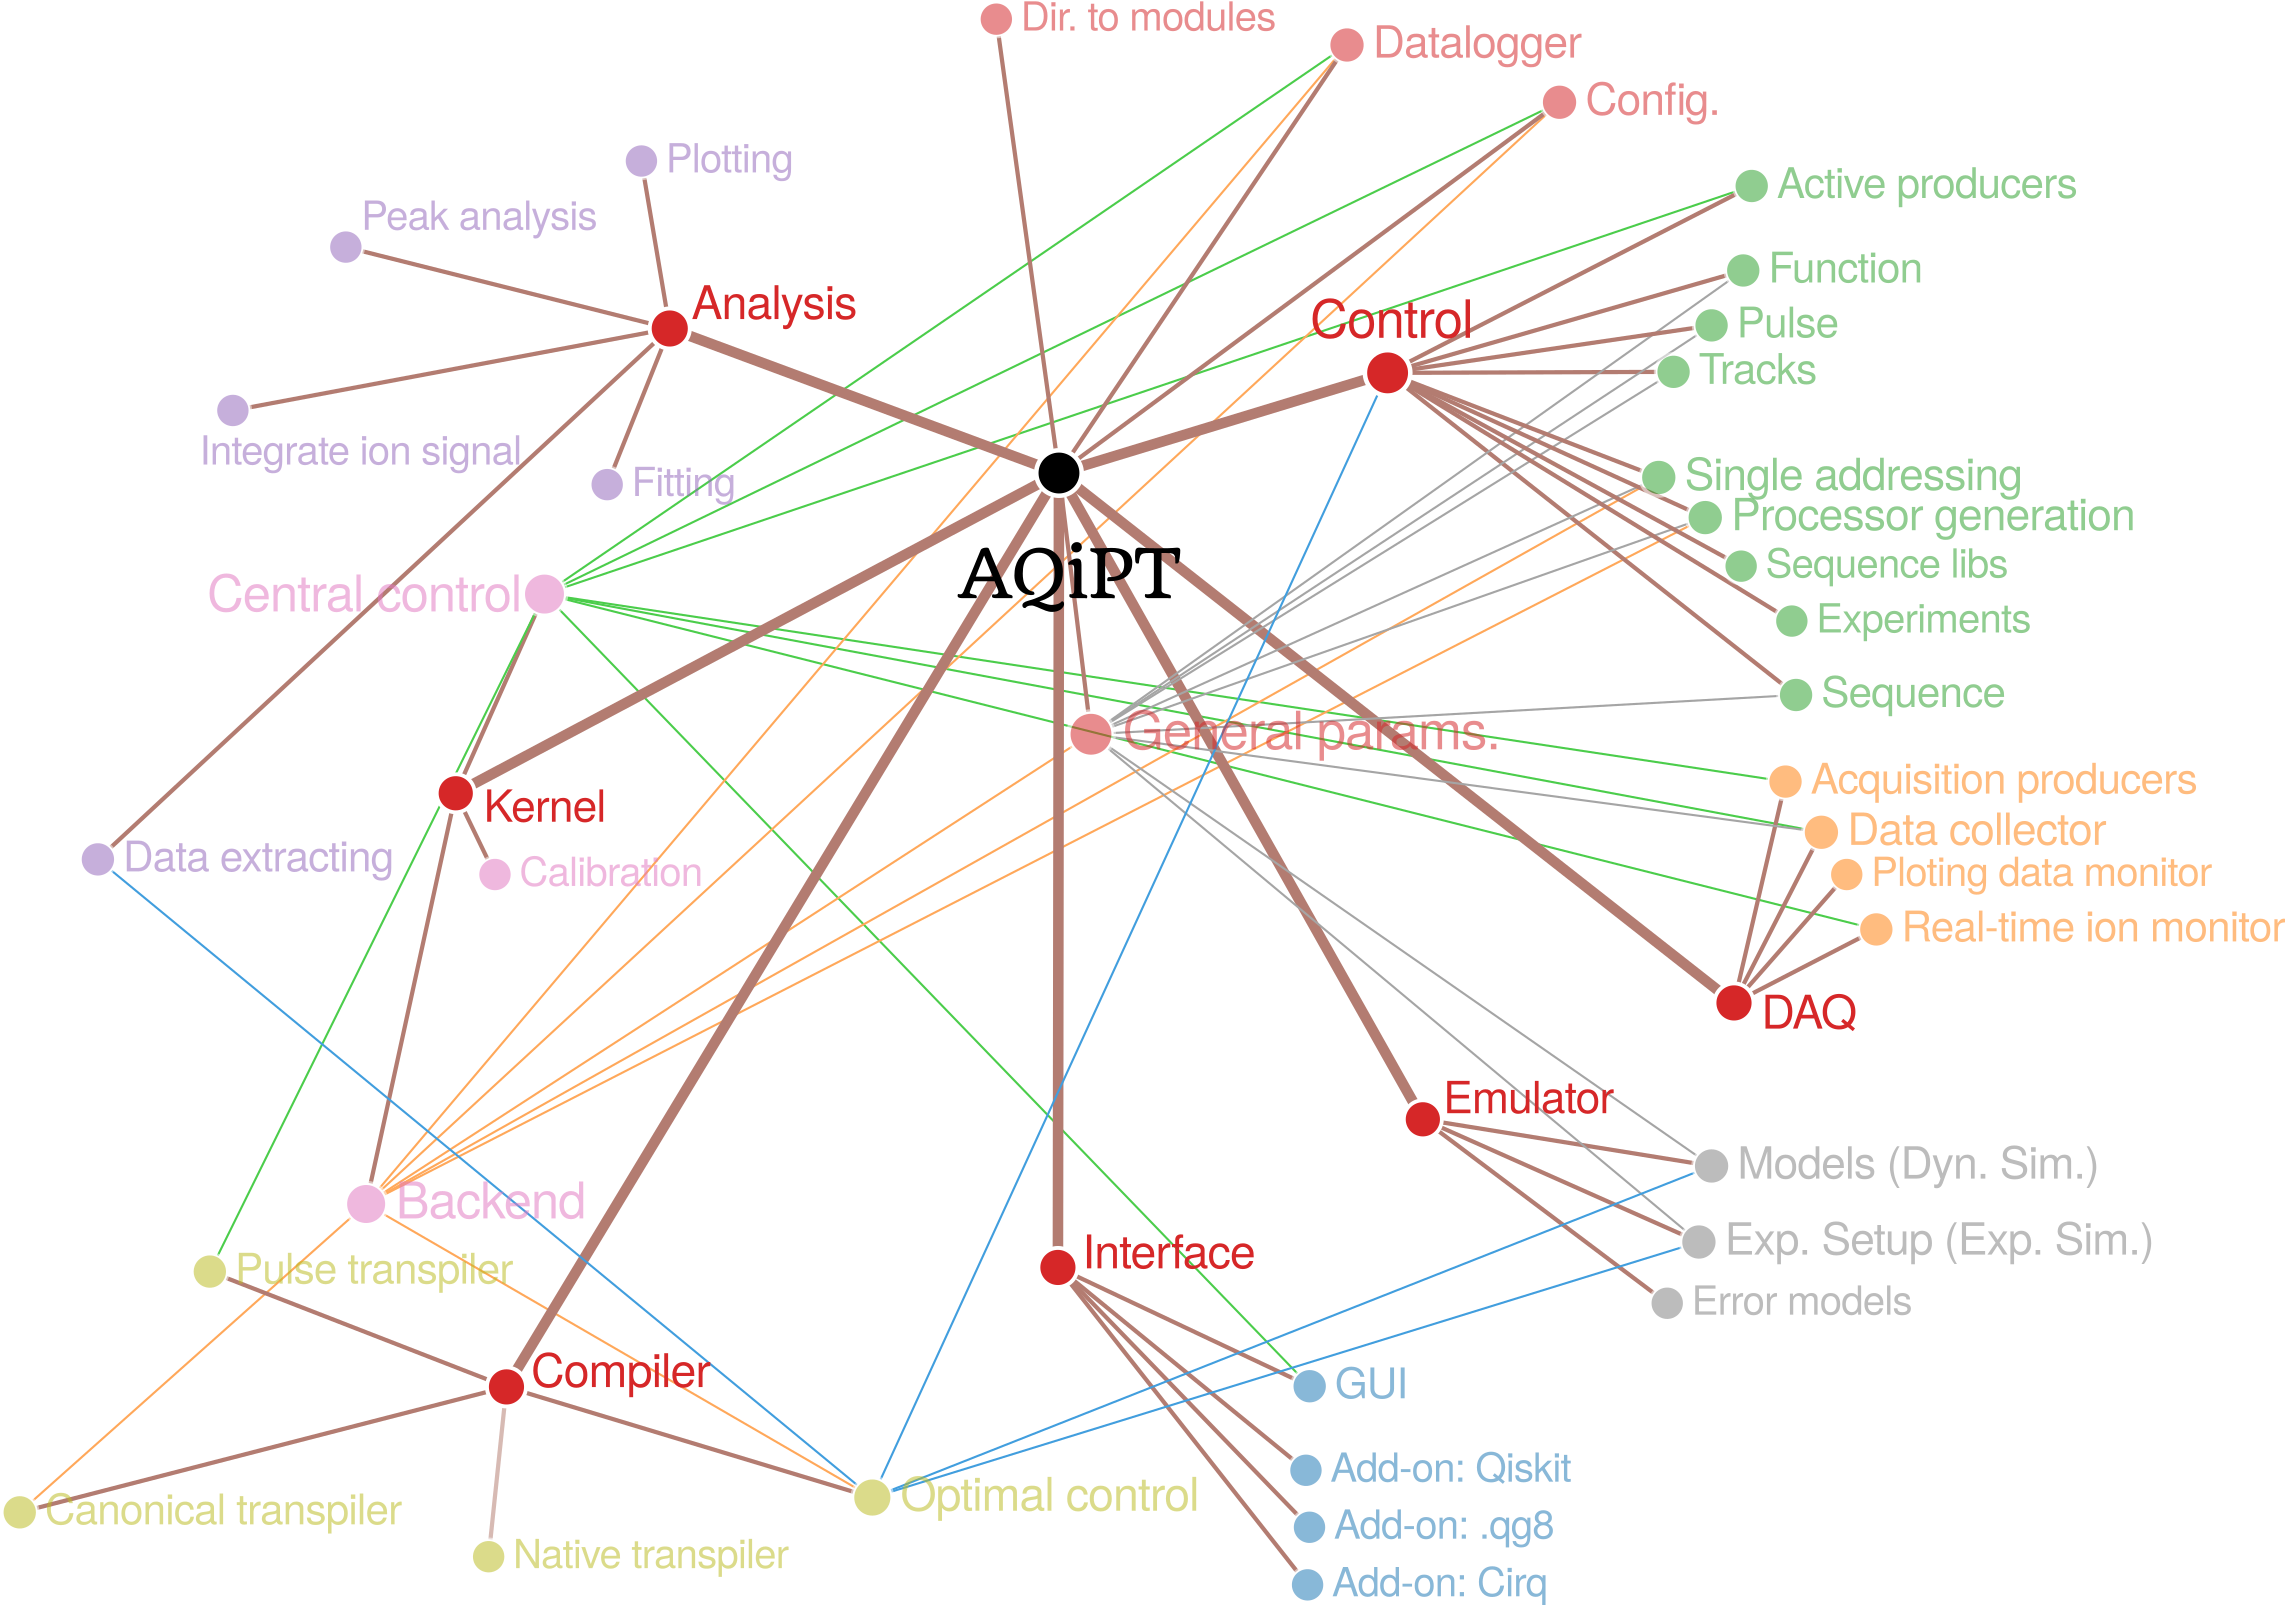 Dir. to modules
Datalogger
Config.
Plotting
Active producers
Peak analysis
Function
Analysis
Control
Pulse
Tracks
Integrate ion signal
Fitting
Single addressing
Processor generation
AQiPT
Sequence libs
Central control
Experiments
Sequence
General params.
Acquisition producers
Kernel
Data collector
Data extracting
Calibration
Ploting data monitor
Real-time ion monitor
DAQ
Emulator
Models (Dyn. Sim.)
Backend
Exp. Setup (Exp. Sim.)
Interface
Pulse transpiler
Error models
Compiler
GUI
Add-on: Qiskit
Optimal control
Canonical transpiler
Add-on: .qg8
Native transpiler
Add-on: Cirq